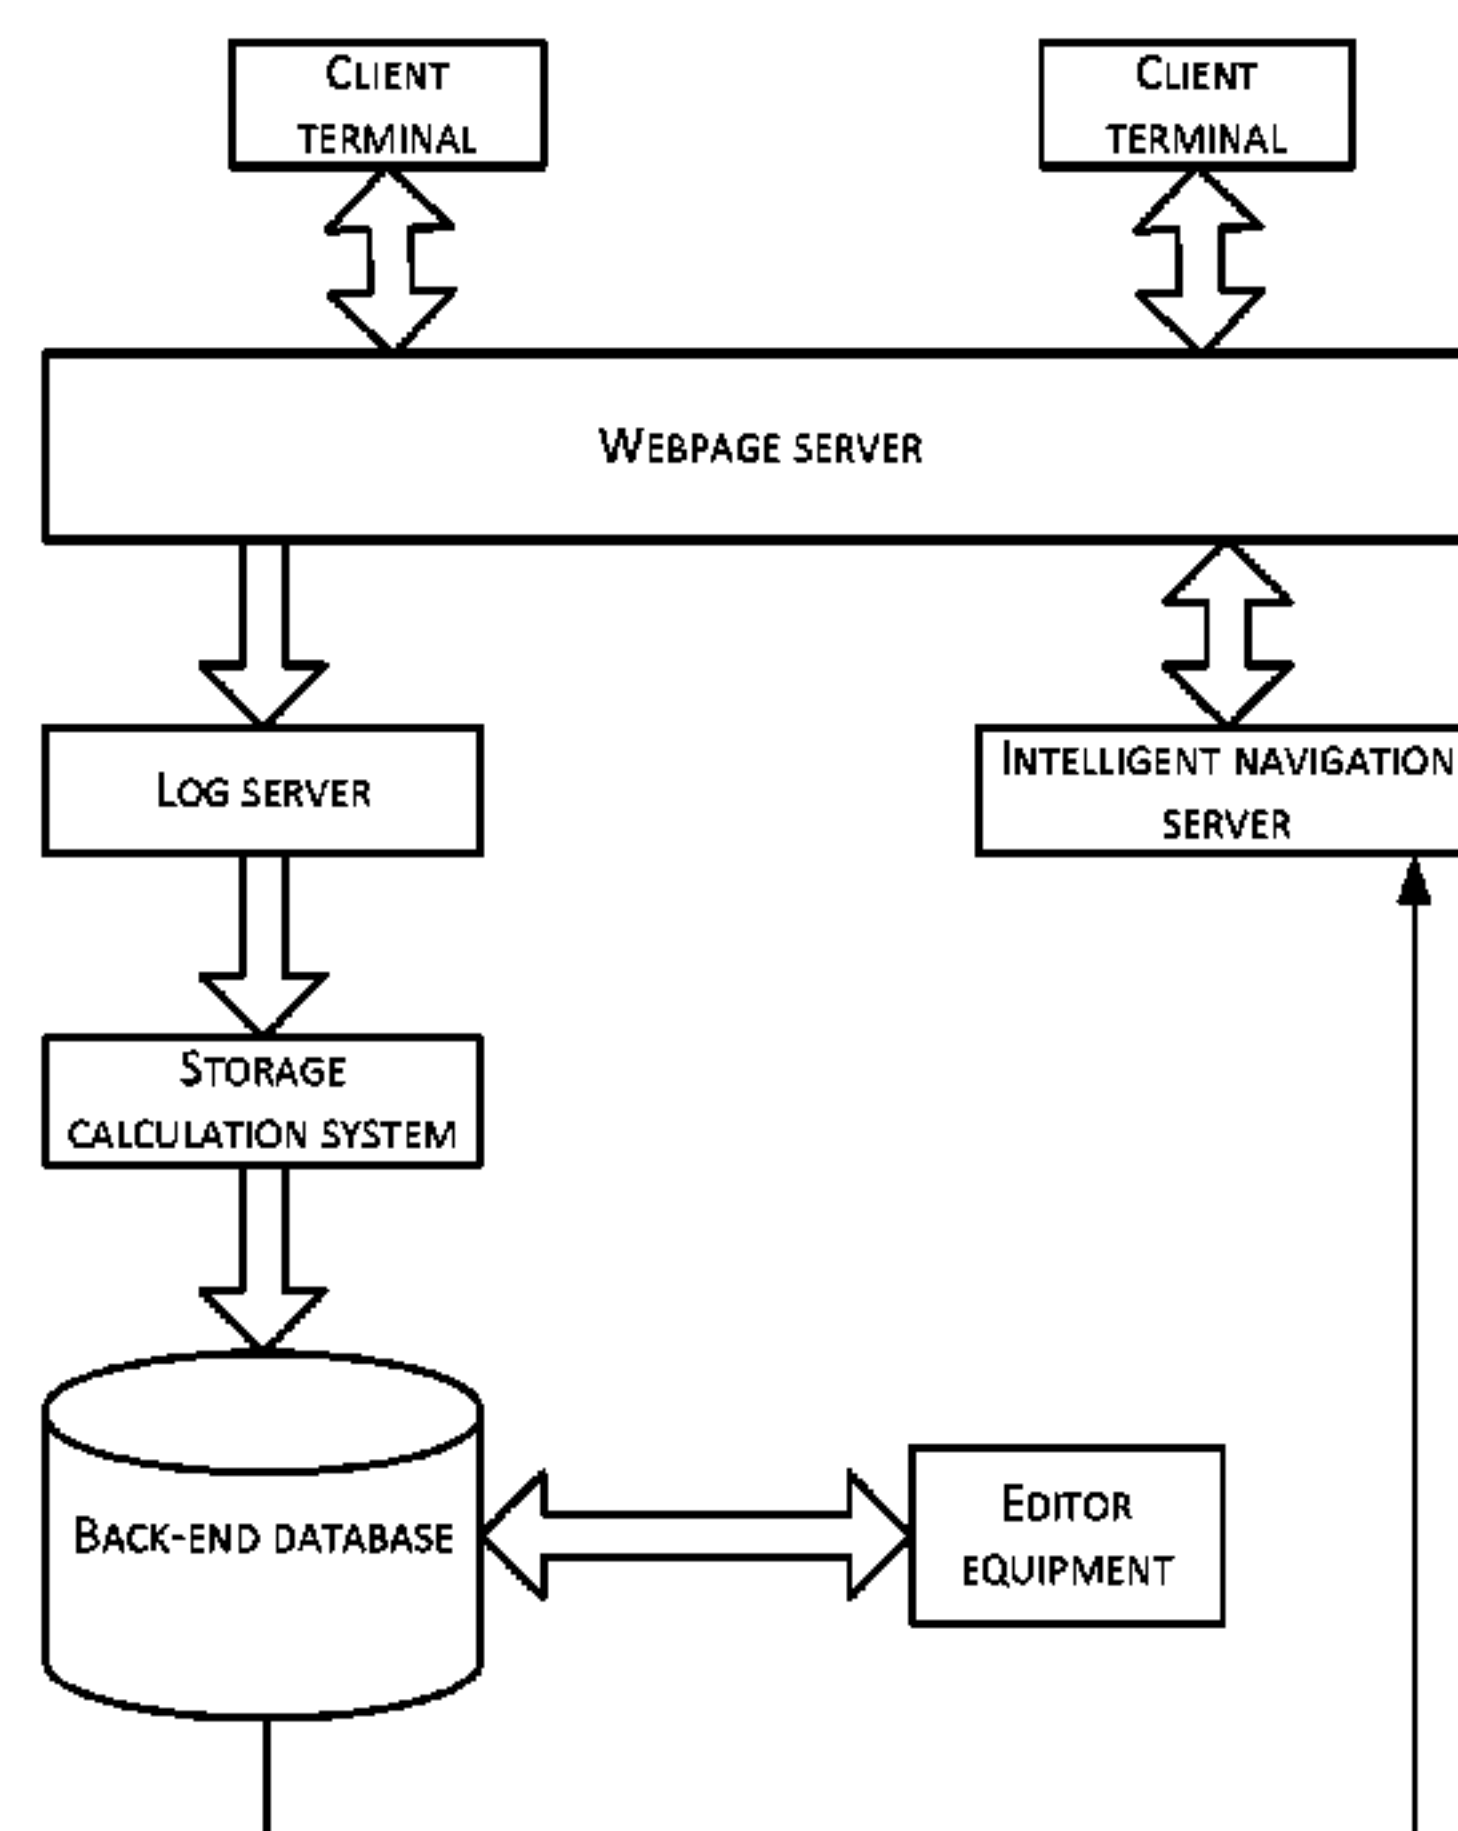 Client
terminal
Client
terminal
Webpage server
Log server
Intelligent navigation
server
Storage
calculation system
Back-end database
Editor
equipment